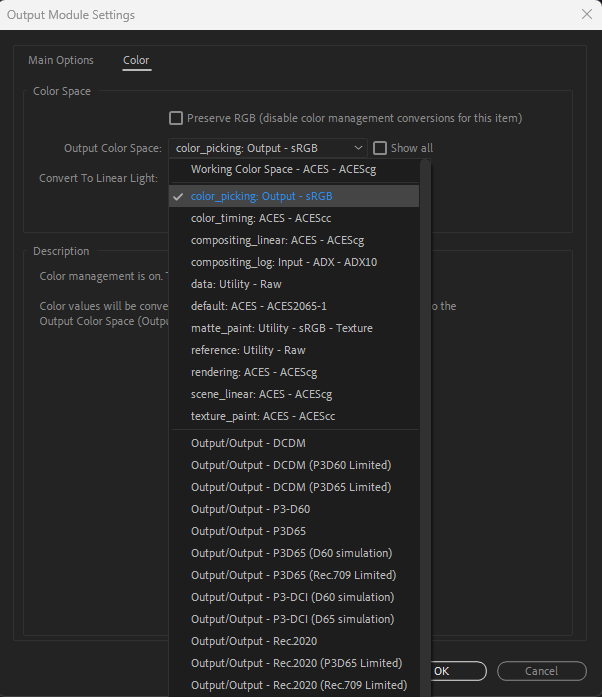 Output Module Settings
Main Options
Color
Color Space
Preserve RGB (disable color management conversions for this item)
Output Color Space:
color_picking: Output - sRGB
Show all
Convert To Linear Light:
Working Color Space - ACES - ACEScg
color_picking: Output - sRGB
color_timing: ACES - ACEScc
compositing_linear: ACES - ACEScg
compositing_log: Input - ADX - ADX10
data: Utility - Raw
default: ACES - ACES2065-1
matte_paint: Utility - sRGB - Texture
reference: Utility - Raw
rendering: ACES - ACEScg
scene_linear: ACES - ACEScg
texture_paint: ACES - ACEScc
Output/Output - DCDM
Output/Output - DCDM (P3D60 Limited)
Output/Output - DCDM (P3D65 Limited)
Output/Output - P3-D60
Output/Output - P3D65
Output/Output - P3D65 (D60 simulation)
Output/Output - P3D65 (Rec.709 Limited)
Output/Output - P3-DCI (D60 simulation)
Output/Output - P3-DCI (D65 simulation)
Output/Output - Rec.2020
Output/Output - Rec.2020 (P3D65 Limited)
Output/Output - Rec.2020 (Rec.709 Limited)
Description
Color management is on.
Color values will be o the
Output Color Space
OK
Cancel